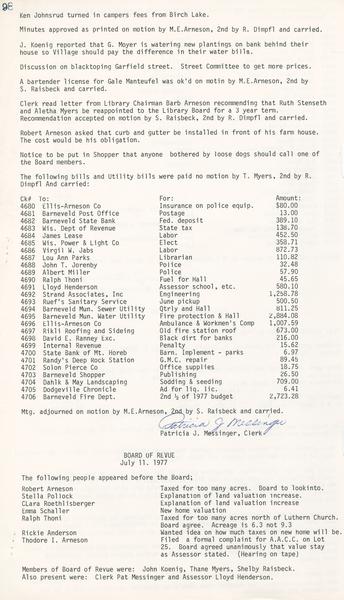 98
Ken Johnsrud turned in campers fees from Birch Lake.
Minutes approved as printed on motion by M.E.Arneson, 2nd by R. Dimpfl and carried.
J. Koenig reported that G. Moyer is watering new plantings on bank behind their
house so Village should pay the difference in their water bills.
Discussion on blacktoping Garfield street. Street Committee to get more prices.
A bartender license for Gale Manteufel was ok'd on motion by M.E.Arneson, 2nd by
S. Raisbeck and carried.
Clerk read letter from Library Chairman Barb Arneson recommending that Ruth Stenseth
and Aletha Myers be reappointed to the Library Board for a 3 year term.
Recommendation accepted on motion by S. Raisbeck, 2nd by R. Dimpfl and carried.
Robert Arneson asked that curb and gutter be installed in front of his farm house.
The cost would be his obligation.
Notice to be put in Shopper that anyone bothered by loose dogs should call one of
the Board members.
The following bills and Utility bills were paid no motion by T. Myers, 2nd by R.
Dimpfl And carried:
Ck# To: For: Amount:
4680 Ellis-Arneson Co Insurance on police equip. $80.00
4681 Barneveld Post Office Postage 13.00
4682 Barneveld State Bank Fed. deposit 389.10
4683 Wis. Dept of Revenue State tax 138.70
4684 James Lease Labor 452.50
4685 Wis. Power & Light Co Elect 358.71
4686 Virgil W. Jabs Labor 872.73
4687 Lou Ann Parks Librarian 110.82
4688 John T. Jorenby Police 32.48
4689 Albert Miller Police 57.90
4690 Ralph Thoni Fuel for Hall 45.65
4691 Lloyd Henderson Assessor school, etc. 580.10
4692 Strand Associates, Inc Engineering 1,258.78
4693 Ruef's Sanitary Service June pickup 500.50
4694 Barneveld Mun. Sewer Utility Qtrly and Hall 811.25
4695 Barneveld Mun. Water Utility Fire protection & Hall 2,884.08
4696 Ellis-Arneson Co Ambulance & Workmen's Comp 1,007.59
4697 Rikli Roofing and Sideing Old fire station roof 673.00
4698 David E. Ranney Exc. Black dirt for banks 216.00
4699 Internal Revenue Penalty 15.62
4700 State Bank of Mt. Horeb Barn. Implement - parks 6.97
4701 Randy's Deep Rock Station G.M.C. repair 89.45
4702 Solon Pierce Co Office supplies 18.75
4703 Barneveld Shopper Publishing 26.50
4704 Dahlk & May Landscaping Sodding & seeding 709.00
4705 Dodgeville Chronicle Ad for liq. lic. 6.41
4706 Barneveld Fire Dept. 2nd ½ of 1977 budget 2,723.28
Mtg. adjourned on motion by M.E.Arneson, 2nd by S. Raisbeck and carried.
Patricia J. Messinger
Patricia J. Messinger, Clerk
BOARD OF REVUE
July 11. 1977
The following people appeared before the Board;
Robert Arneson Taxed for too many acres. Board to lookinto.
Stella Pollock Explanation of land valuation increase.
CLara Roethlisberger Explanation of land valuation increase
Emma Schaller New home valuation
Ralph Thoni Taxed for too many acres north of Luthern Church.
Board agree. Acreage is 6.3 not 9.3
Rickie Anderson Wanted idea on how much taxes on new home will be.
Thodore I. Arneson Filed a formal complaint for A.A.C.C. on Lot
25. Board agreed unanimously that value stay
as Assessor stated. (Hearing on tape)
Members of Board of Revue were: John Koenig, Thane Myers, Shelby Raisbeck.
Also present were: Clerk Pat Messinger and Assessor Lloyd Henderson.